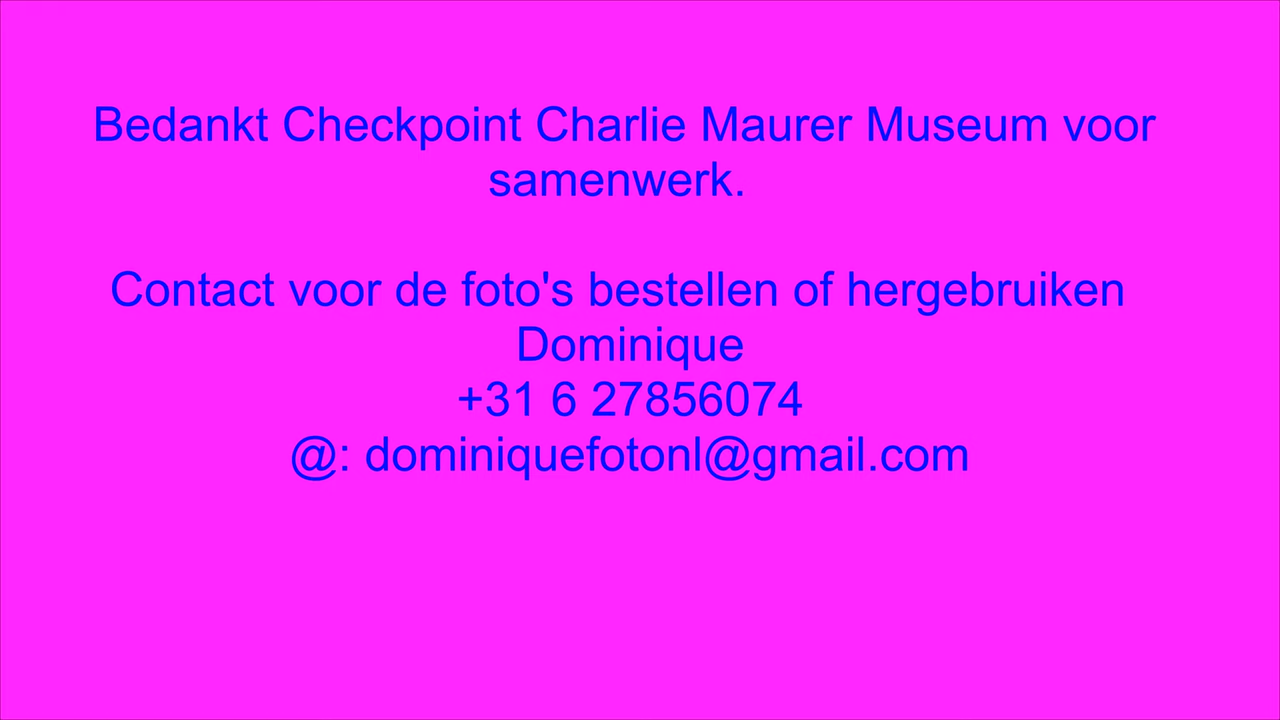 Bedankt Checkpoint Charlie Maurer Museum voor
samenwerk.
Contact voor de foto's bestellen of hergebruiken
Dominique
+31 6 27856074
@: dominiquefotonl@gmail.com